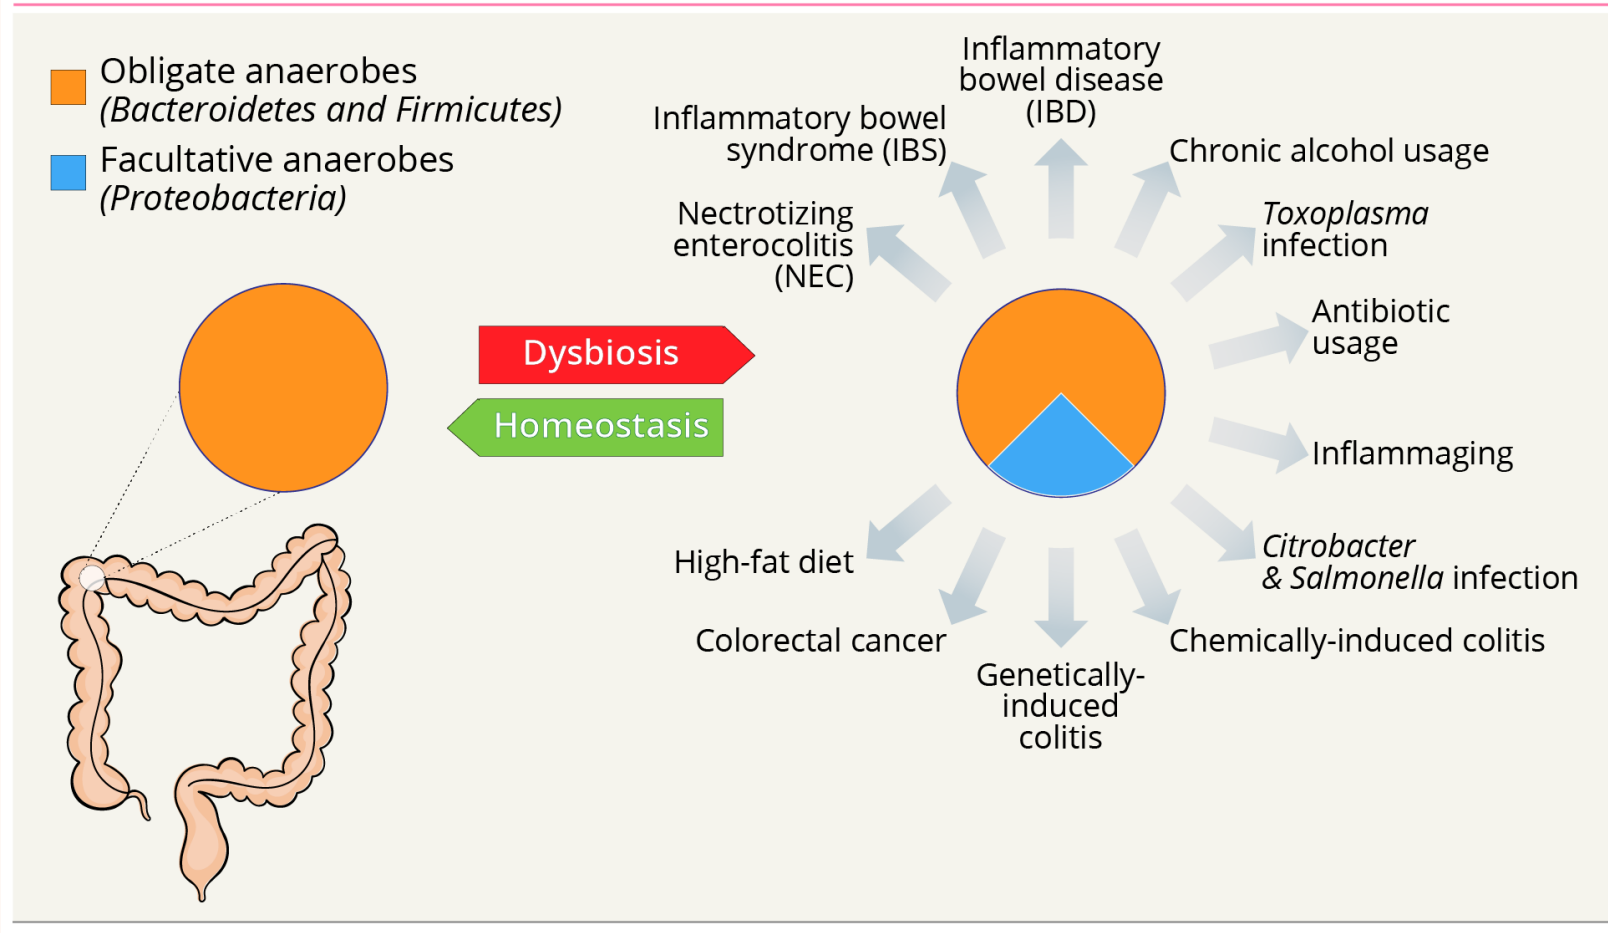 Obligate anaerobes
(Bacteroidetes and Firmicutes)
Facultative anaerobes
(Proteobacteria)
Dysbiosis
Homeostasis
Inflammatory
bowel disease
(IBD)
Inflammatory bowel
syndrome (IBS)
Nectrotizing
enterocolitis
(NEC)
Chronic alcohol usage
Toxoplasma
infection
Antibiotic
usage
Inflammaging
Citrobacter
& Salmonella infection
Chemically-induced colitis
Genetically-
induced
colitis
Colorectal cancer
High-fat diet